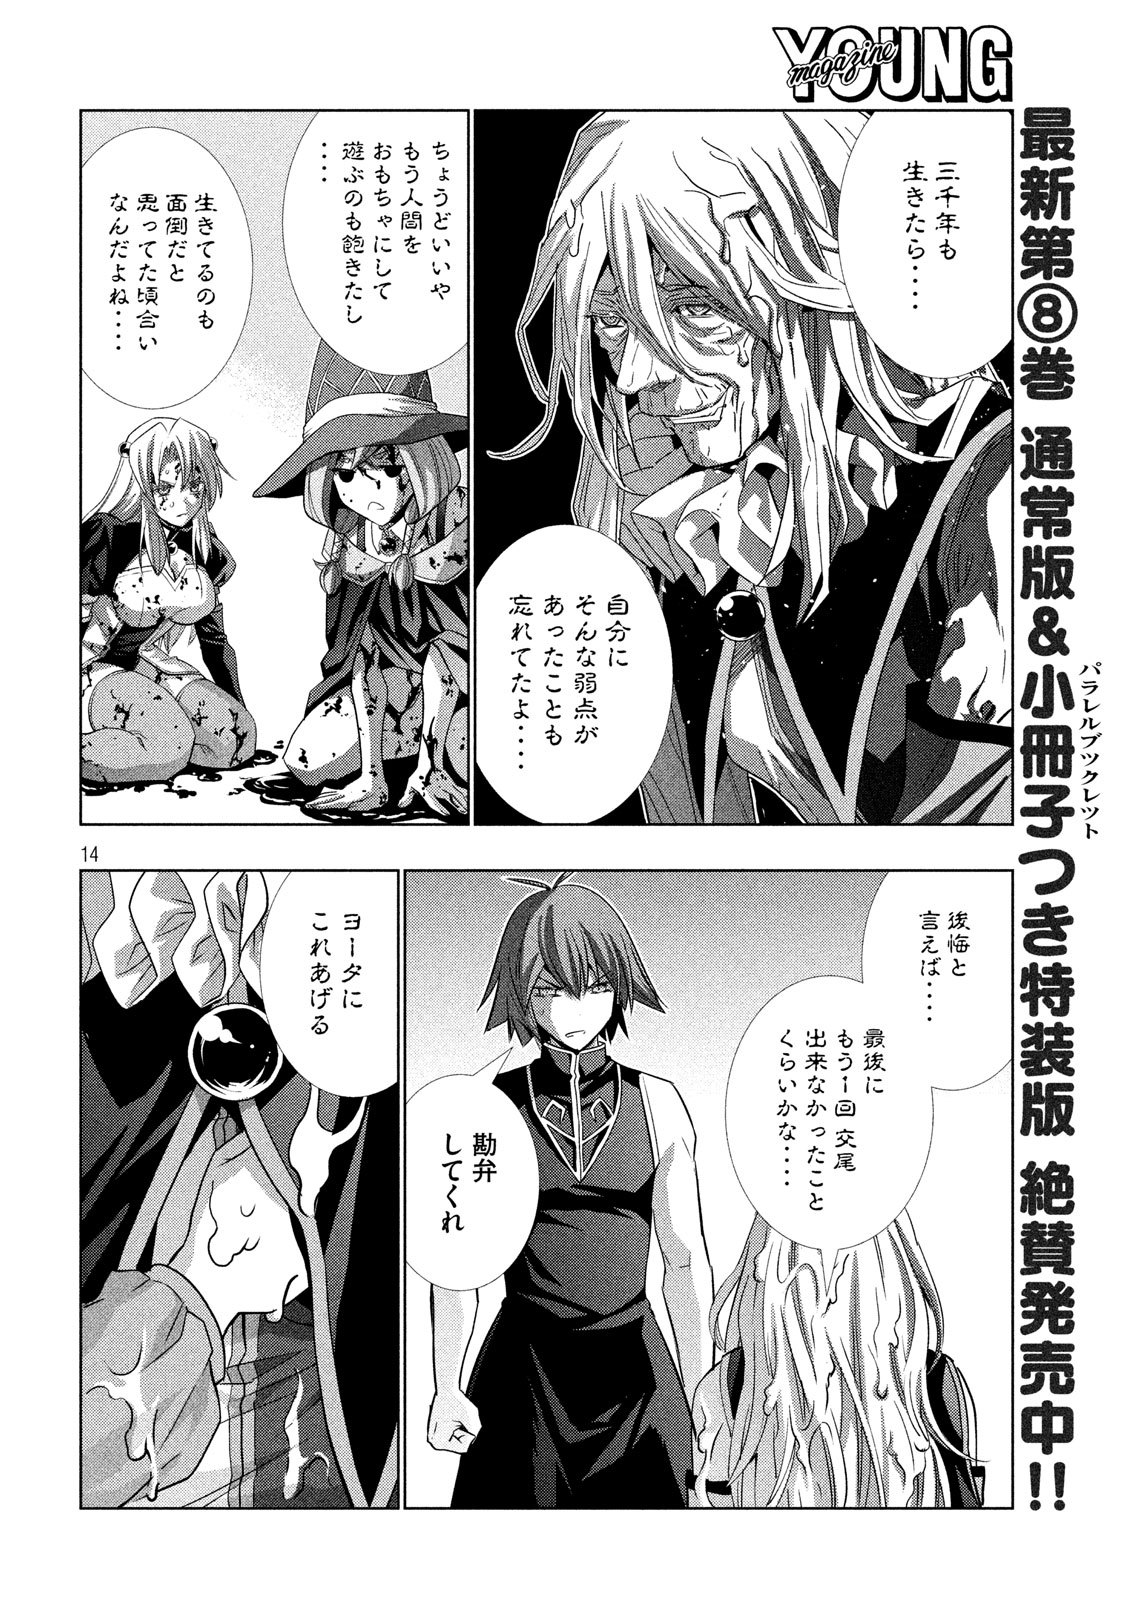 YOUNG
magazine
最新第⑧巻 通常版&小冊子つき特装版 絶賛発売中!!
パラレルブックレット
三千年も
生きたら‥‥
自分に
そんな弱点が
あったことも
忘れてたよ‥‥
ちょうどいいや
もう人間を
おもちゃにして
遊ぶのも飽きたし
‥‥
生きてるのも
面倒だと
思ってた頃合い
なんだよね‥‥
14
後悔と
言えば‥‥
最後に
もう1回交尾
出来なかったこと
くらいかな‥‥
勘弁
してくれ
ヨータに
これあげる